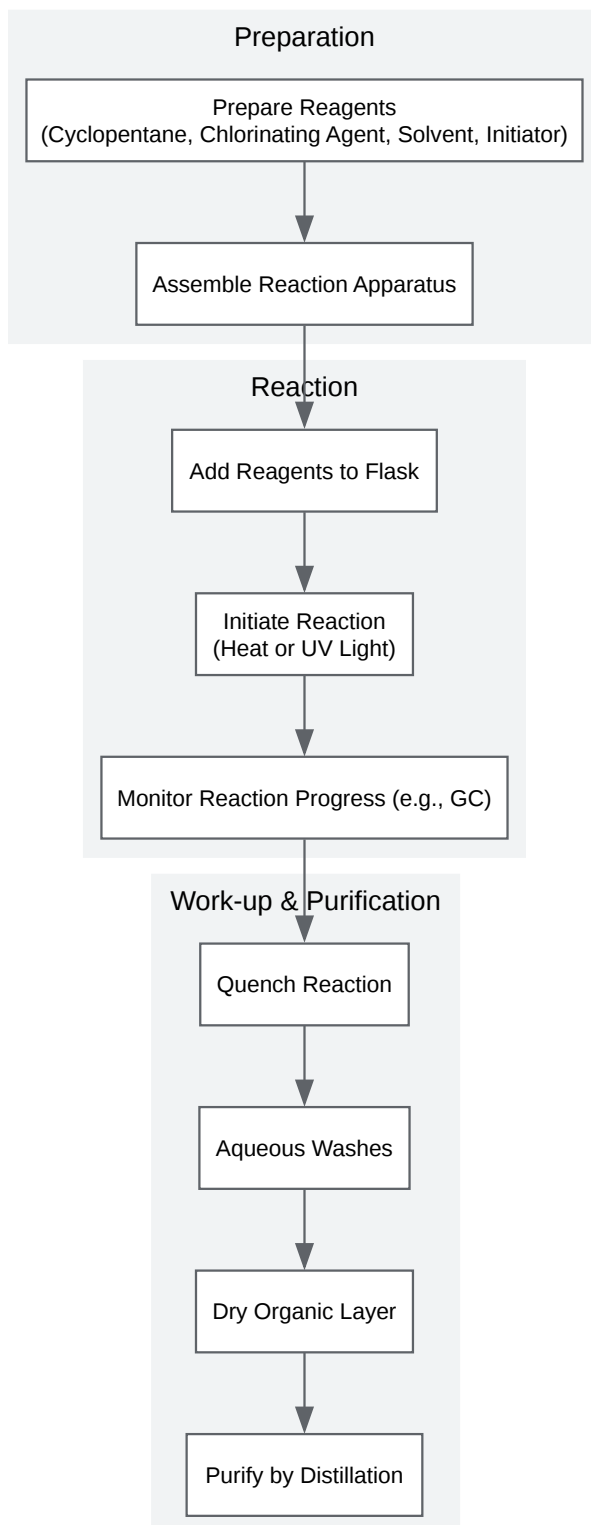 Preparation
Prepare Reagents
(Cyclopentane, Chlorinating Agent, Solvent, Initiator)
Assemble Reaction Apparatus
Reaction
Add Reagents to Flask
Initiate Reaction
(Heat or UV Light)
Monitor Reaction Progress (e.g., GC)
Work-up & Purification
Quench Reaction
Aqueous Washes
Dry Organic Layer
Purify by Distillation